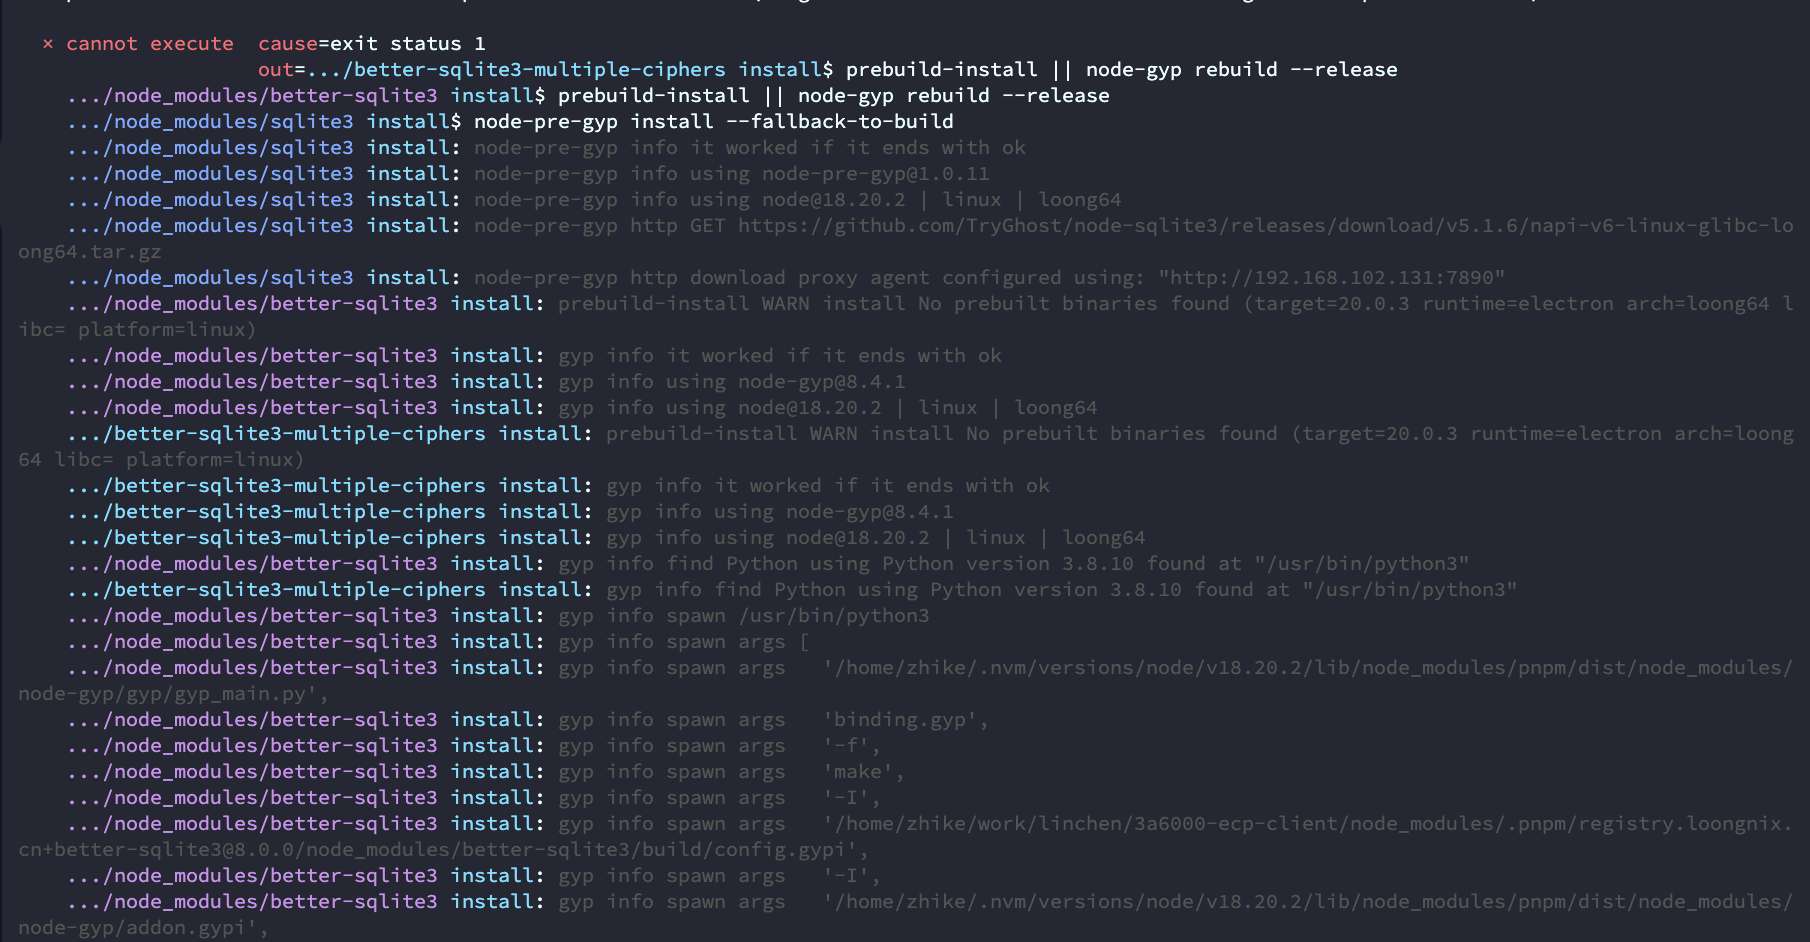 × cannot execute  cause=exit status 1
out=.../better-sqlite3-multiple-ciphers install$ prebuild-install || node-gyp rebuild --release
.../node_modules/better-sqlite3 install$ prebuild-install || node-gyp rebuild --release
.../node_modules/sqlite3 install$ node-pre-gyp install --fallback-to-build
.../node_modules/sqlite3 install: node-pre-gyp info it worked if it ends with ok
.../node_modules/sqlite3 install: node-pre-gyp info using node-pre-gyp@1.0.11
.../node_modules/sqlite3 install: node-pre-gyp info using node@18.20.2 | linux | loong64
.../node_modules/sqlite3 install: node-pre-gyp http GET https://github.com/TryGhost/node-sqlite3/releases/download/v5.1.6/napi-v6-linux-glibc-lo
ong64.tar.gz
.../node_modules/sqlite3 install: node-pre-gyp http download proxy agent configured using: "http://192.168.102.131:7890"
.../node_modules/better-sqlite3 install: prebuild-install WARN install No prebuilt binaries found (target=20.0.3 runtime=electron arch=loong64 l
ibc= platform=linux)
.../node_modules/better-sqlite3 install: gyp info it worked if it ends with ok
.../node_modules/better-sqlite3 install: gyp info using node-gyp@8.4.1
.../node_modules/better-sqlite3 install: gyp info using node@18.20.2 | linux | loong64
.../better-sqlite3-multiple-ciphers install: prebuild-install WARN install No prebuilt binaries found (target=20.0.3 runtime=electron arch=loong
64 libc= platform=linux)
.../better-sqlite3-multiple-ciphers install: gyp info it worked if it ends with ok
.../better-sqlite3-multiple-ciphers install: gyp info using node-gyp@8.4.1
.../better-sqlite3-multiple-ciphers install: gyp info using node@18.20.2 | linux | loong64
.../node_modules/better-sqlite3 install: gyp info find Python using Python version 3.8.10 found at "/usr/bin/python3"
.../better-sqlite3-multiple-ciphers install: gyp info find Python using Python version 3.8.10 found at "/usr/bin/python3"
.../node_modules/better-sqlite3 install: gyp info spawn /usr/bin/python3
.../node_modules/better-sqlite3 install: gyp info spawn args [
.../node_modules/better-sqlite3 install: gyp info spawn args   '/home/zhike/.nvm/versions/node/v18.20.2/lib/node_modules/pnpm/dist/node_modules/
node-gyp/gyp/gyp_main.py',
.../node_modules/better-sqlite3 install: gyp info spawn args   'binding.gyp',
.../node_modules/better-sqlite3 install: gyp info spawn args   '-f',
.../node_modules/better-sqlite3 install: gyp info spawn args   'make',
.../node_modules/better-sqlite3 install: gyp info spawn args   '-I',
.../node_modules/better-sqlite3 install: gyp info spawn args   '/home/zhike/work/linchen/3a6000-ecp-client/node_modules/.pnpm/registry.loongnix.
cn+better-sqlite3@8.0.0/node_modules/better-sqlite3/build/config.gypi',
.../node_modules/better-sqlite3 install: gyp info spawn args   '-I',
.../node_modules/better-sqlite3 install: gyp info spawn args   '/home/zhike/.nvm/versions/node/v18.20.2/lib/node_modules/pnpm/dist/node_modules/
node-gyp/addon.gypi',